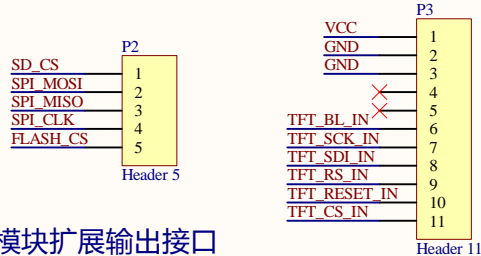 P2
SD_CS 1
SPI_MOSI 2
SPI_MISO 3
SPI_CLK 4
FLASH_CS 5
Header 5
模块扩展输出接口
P3
VCC 1
GND 2
GND 3
4
5
TFT_BL_IN 6
TFT_SCK_IN 7
TFT_SDI_IN 8
TFT_RS_IN 9
TFT_RESET_IN 10
TFT_CS_IN 11
Header 11